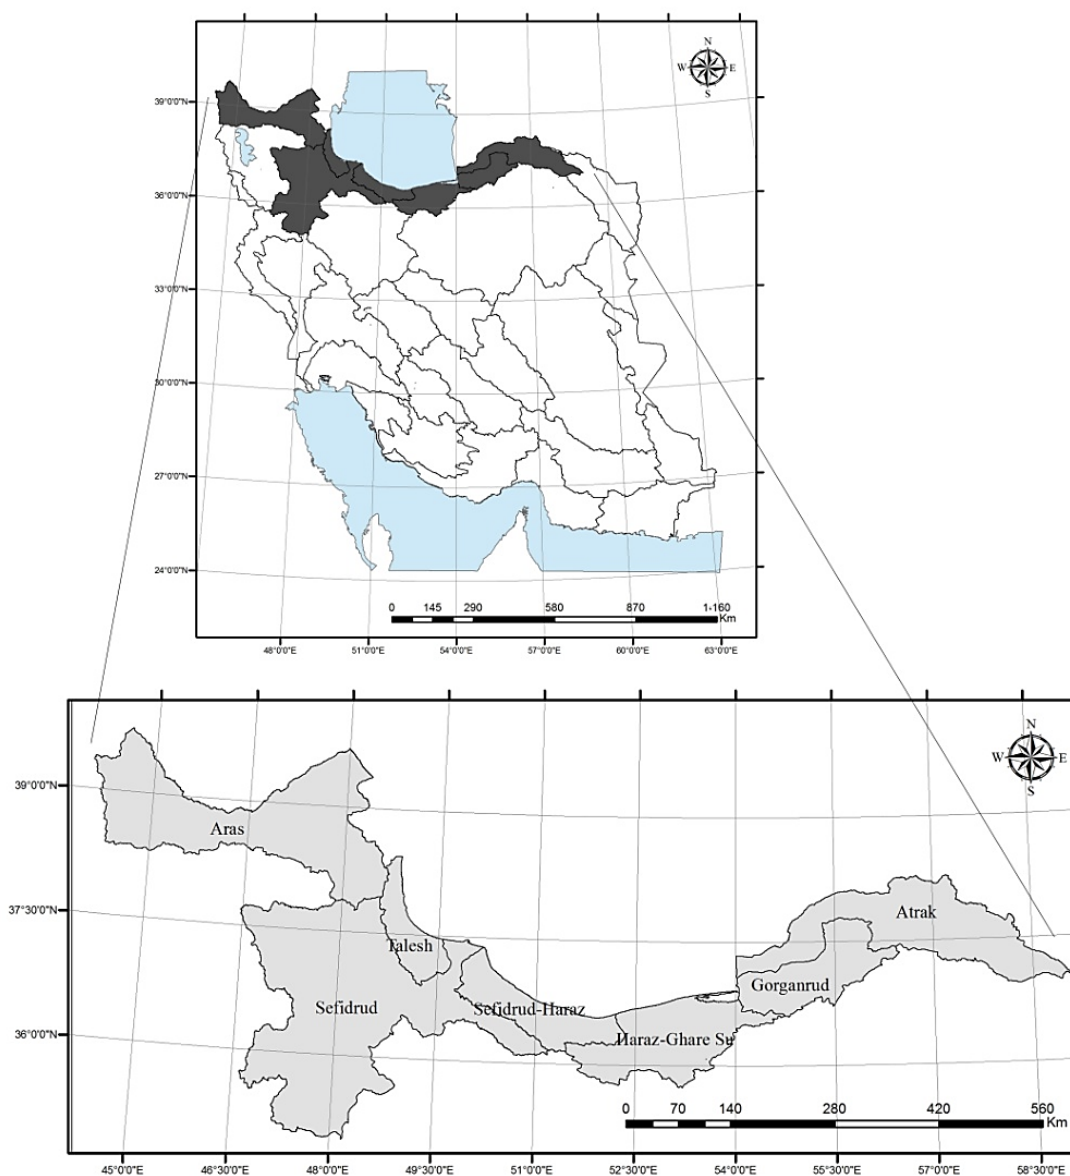 N
W E
S
39°0'0"N
36°0'0"N
33°0'0"N
30°0'0"N
27°0'0"N
24°0'0"N
0 145 290 580 870 1-160
Km
48°0'0"E 51°0'0"E 54°0'0"E 57°0'0"E 60°0'0"E 63°0'0"E
N
W E
S
39°0'0"N
Aras
37°30'0"N
Atrak
Talesh
Gorganrud
Sefidrud
Sefidrud-Haraz
36°0'0"N
Haraz-Ghare Su
0 70 140 280 420 560
Km
45°0'0"E 46°30'0"E 48°0'0"E 49°30'0"E 51°0'0"E 52°30'0"E 54°0'0"E 55°30'0"E 57°0'0"E 58°30'0"E